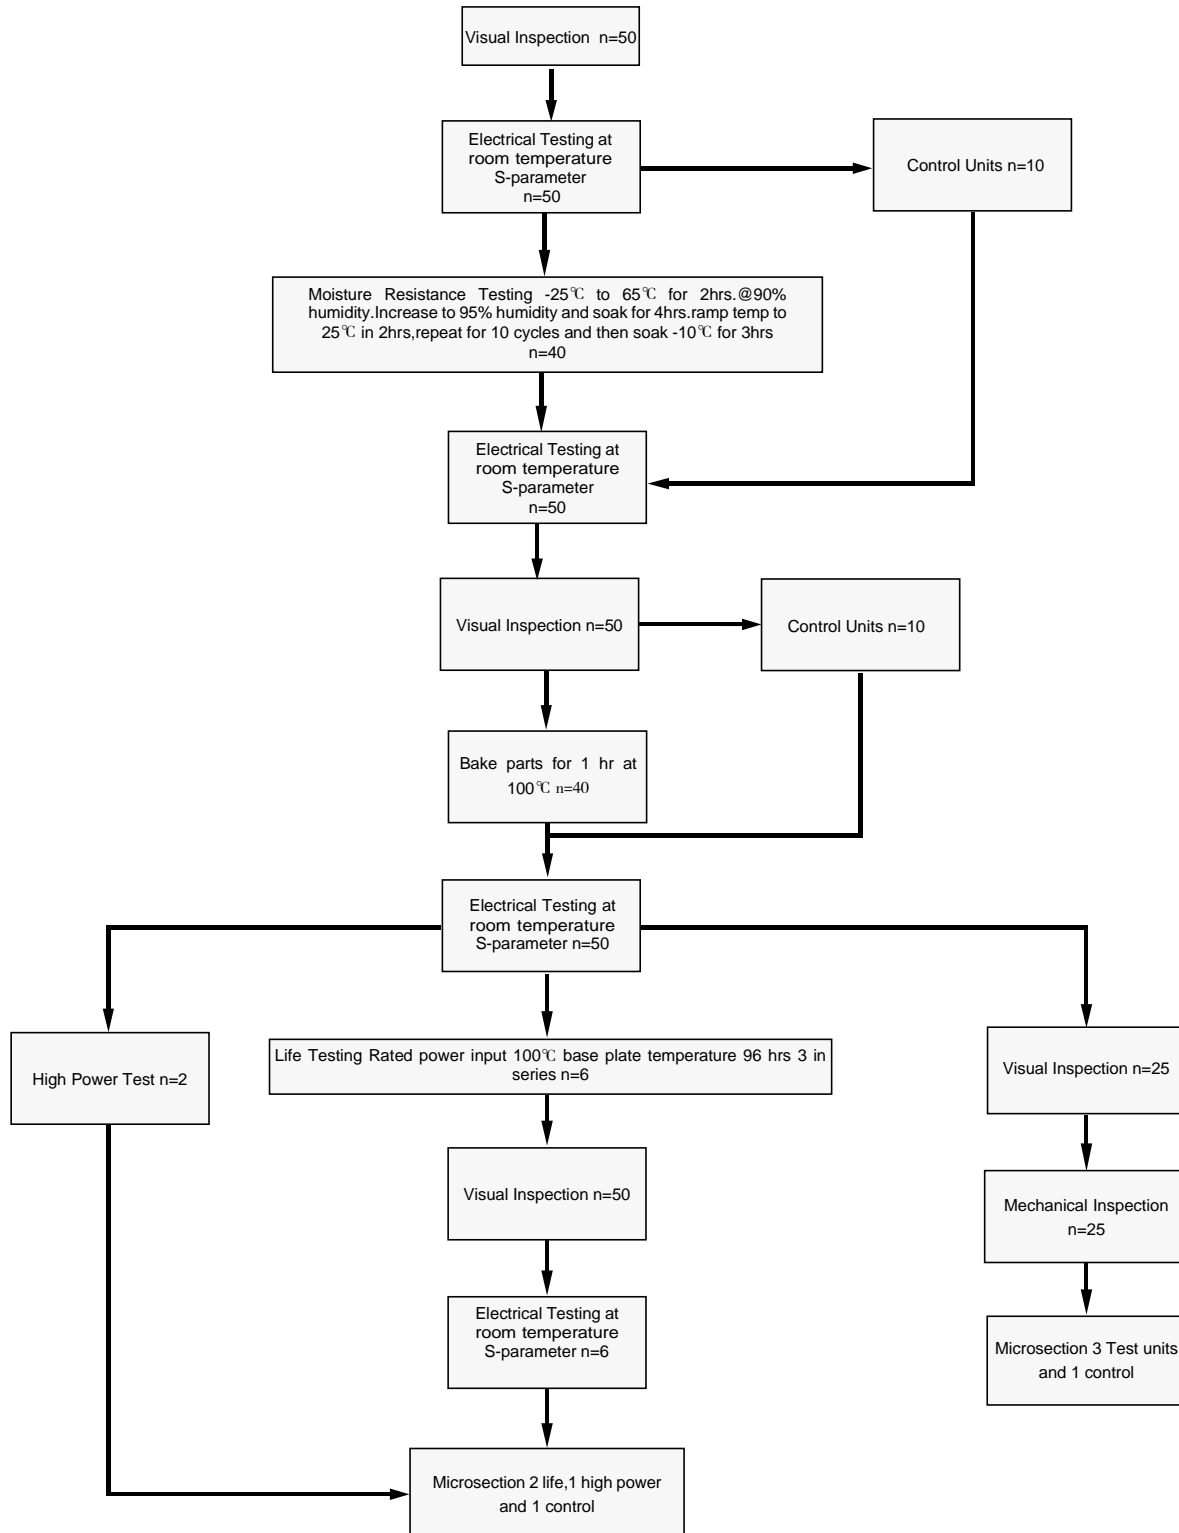 Visual Inspection n=50
Electrical Testing at
room temperature
S-parameter
n=50
Control Units n=10
Moisture Resistance Testing -25℃ to 65℃ for 2hrs.@90%
humidity.Increase to 95% humidity and soak for 4hrs.ramp temp to
25℃ in 2hrs,repeat for 10 cycles and then soak -10℃ for 3hrs
n=40
Electrical Testing at
room temperature
S-parameter
n=50
Visual Inspection n=50
Control Units n=10
Bake parts for 1 hr at
100℃ n=40
Electrical Testing at
room temperature
S-parameter n=50
High Power Test n=2
Life Testing Rated power input 100℃ base plate temperature 96 hrs 3 in
series n=6
Visual Inspection n=25
Visual Inspection n=50
Mechanical Inspection
n=25
Electrical Testing at
room temperature
S-parameter n=6
Microsection 3 Test units
and 1 control
Microsection 2 life,1 high power
and 1 control